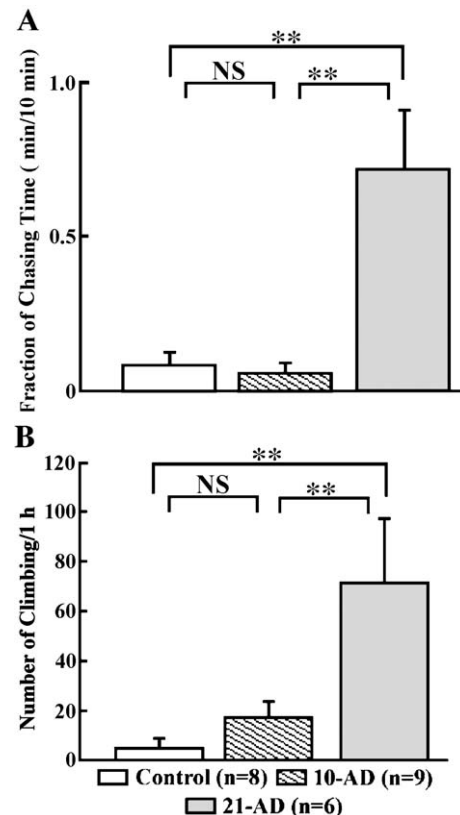 A
**
NS
**
Fraction of Chasing Time ( min/10 min)
1.0
0.5
0
B
**
NS
**
Number of Climbing/1 h
120
100
80
60
40
20
0
Control (n=8) 10-AD (n=9)
21-AD (n=6)